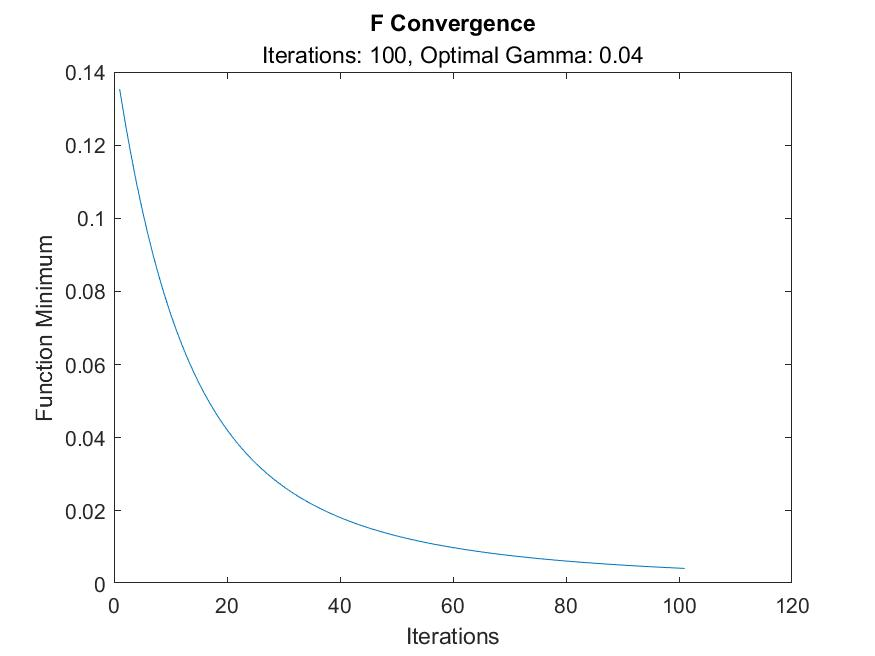 F Convergence
Iterations: 100, Optimal Gamma: 0.04
0.14
0.12
0.1
0.08
0.06
0.04
0.02
0
Function Minimum
0 20 40 60 80 100 120
Iterations